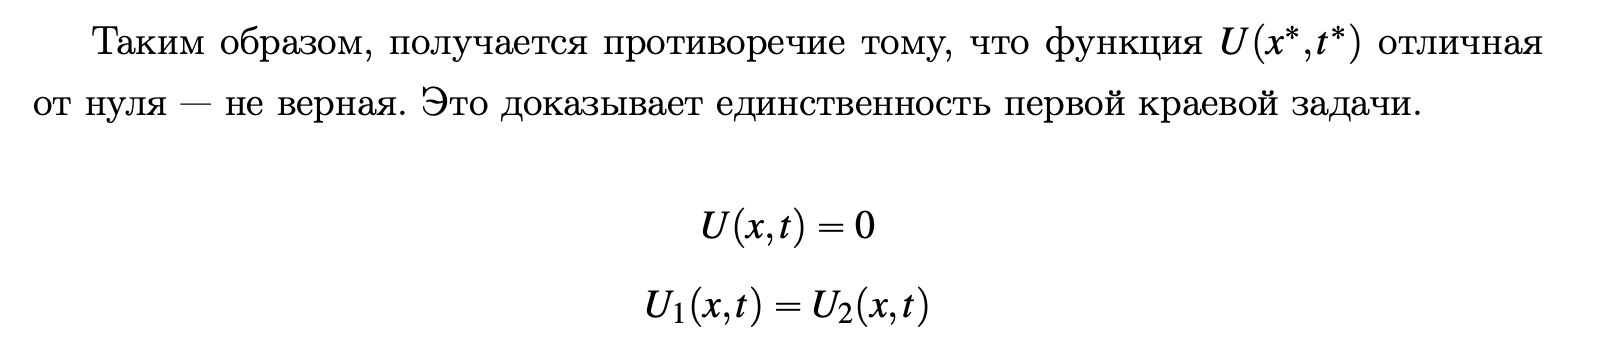 Таким образом, получается противоречие тому, что функция U(x*,t*) отличная
от нуля — не верная. Это доказывает единственность первой краевой задачи.
U(x,t) = 0
U₁(x,t) = U₂(x,t)